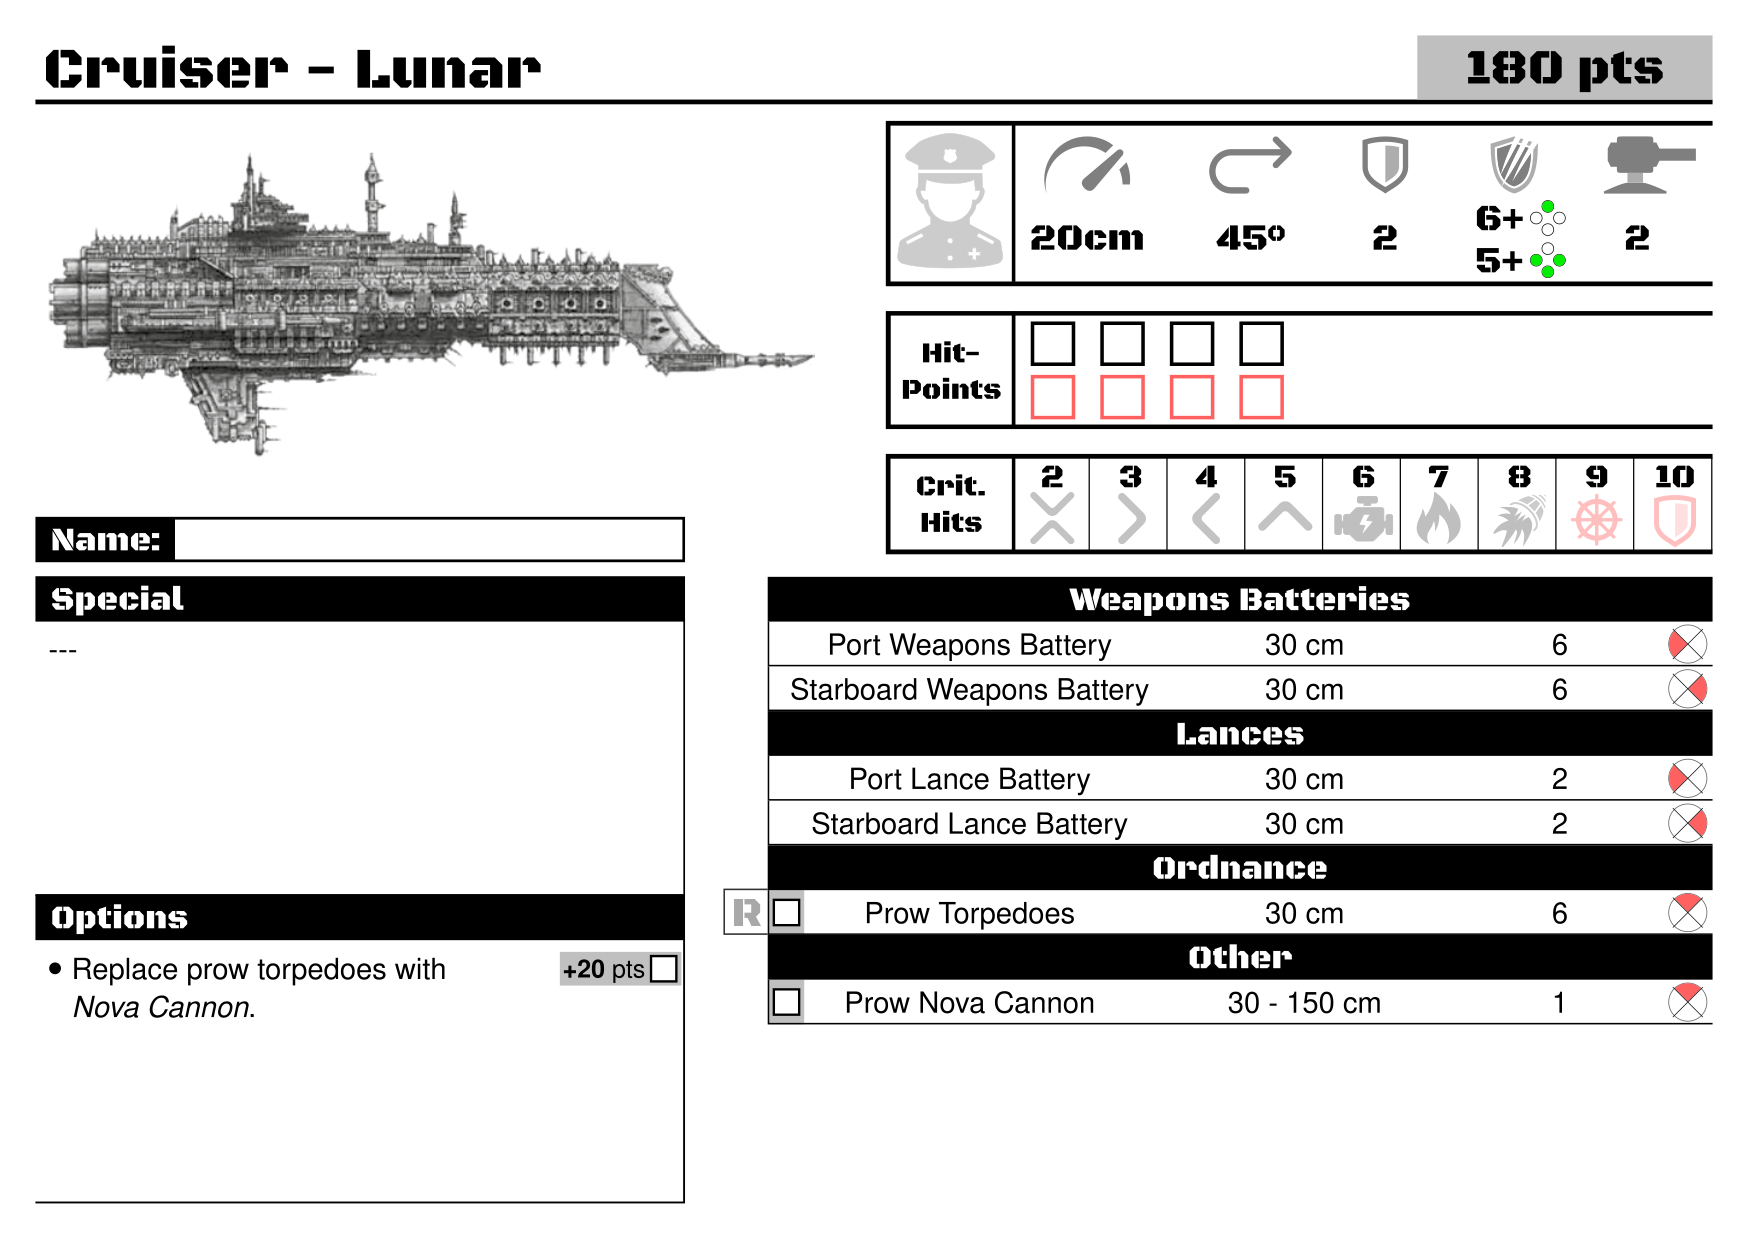 Cruiser - Lunar
180 pts
20cm 45º 2 6+ 5+ 2
Hit-
Points
Crit.
Hits
2 3 4 5 6 7 8 9 10
Name:
Special
---
Options
• Replace prow torpedoes with +20 pts
Nova Cannon.
Weapons Batteries
Port Weapons Battery 30 cm 6
Starboard Weapons Battery 30 cm 6
Lances
Port Lance Battery 30 cm 2
Starboard Lance Battery 30 cm 2
Ordnance
R Prow Torpedoes 30 cm 6
Other
Prow Nova Cannon 30 - 150 cm 1